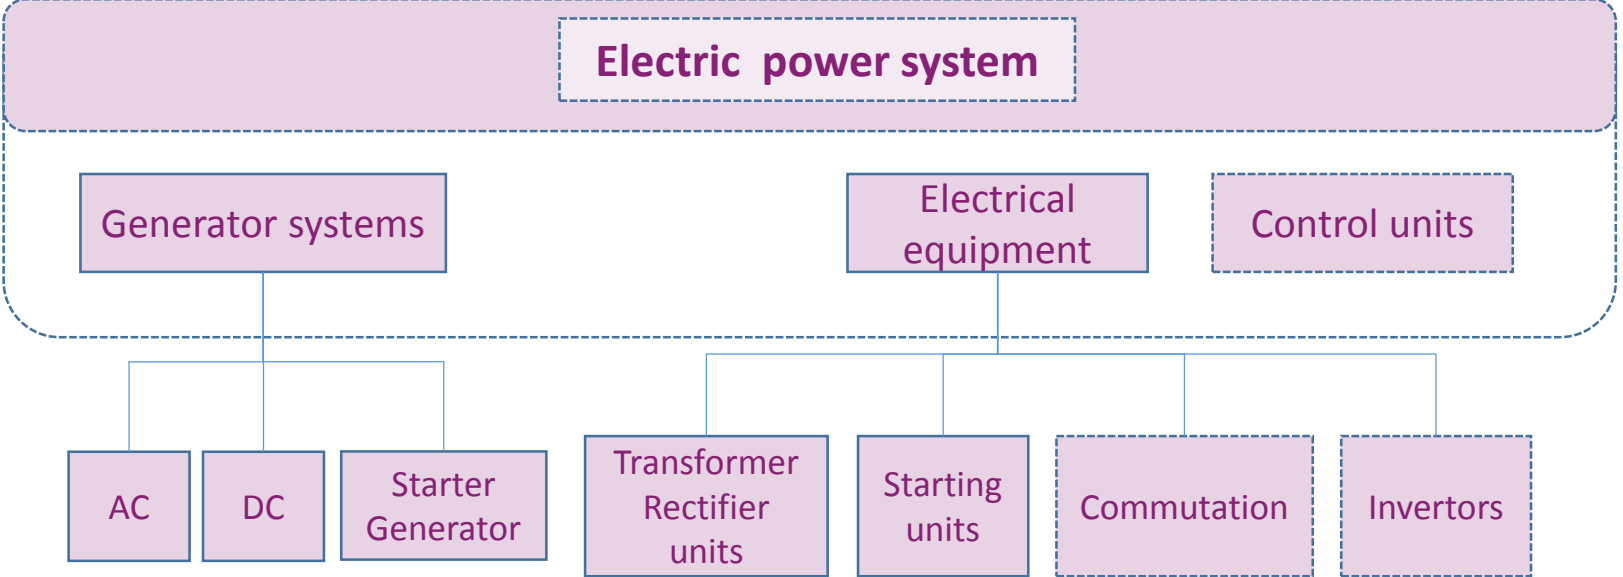 Electric power system
Generator systems
Electrical
equipment
Control units
AC
DC
Starter
Generator
Transformer
Rectifier
units
Starting
units
Commutation
Invertors